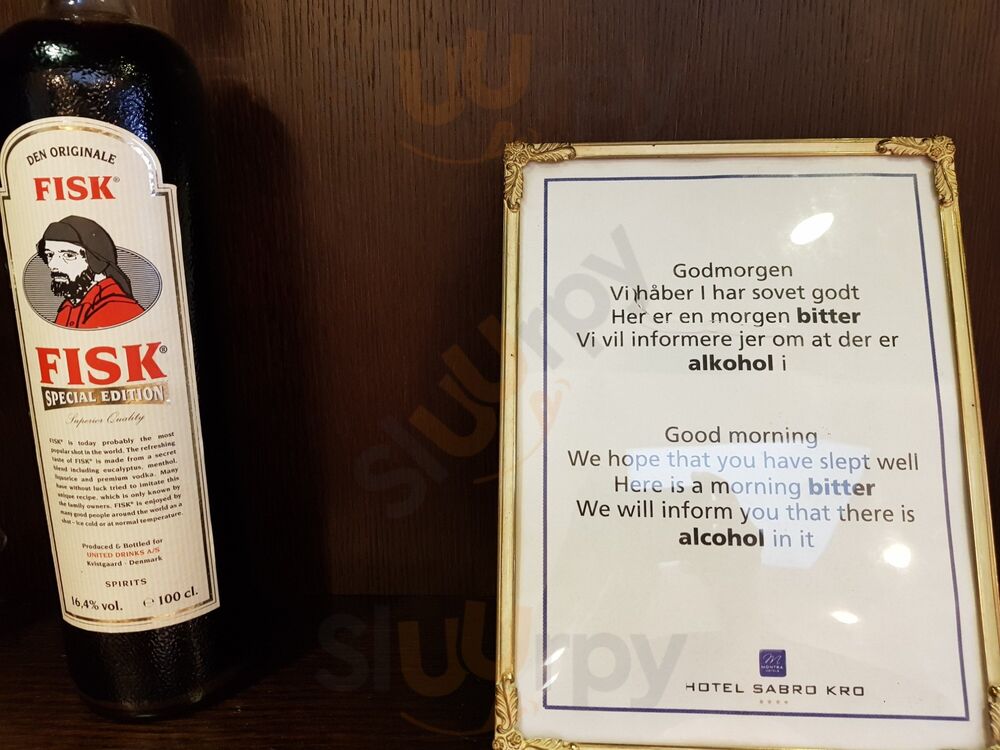 DEN ORIGINALE
FISK®
FISK®
SPECIAL EDITION
Superior Quality
FISK® is today probably the most
popular shot in the world. The refreshing
taste of FISK® is made from a secret
blend including eucalyptus, menthol,
liquorice and premium vodka. Many
have without luck tried to imitate this
unique recipe, which is only known by
the family owners. FISK® is enjoyed by
many good people around the world as a
shot - ice cold or at normal temperature.
Produced & Bottled for
UNITED DRINKS A/S
Kvistgaard - Denmark
SPIRITS
16,4% vol. ℮ 100 cl.
Godmorgen
Vi håber I har sovet godt
Her er en morgen bitter
Vi vil informere jer om at der er
alkohol i
Good morning
We hope that you have slept well
Here is a morning bitter
We will inform you that there is
alcohol in it
M
MONTRA
HOTEL SABRO KRO
sluurpy
sluurpy